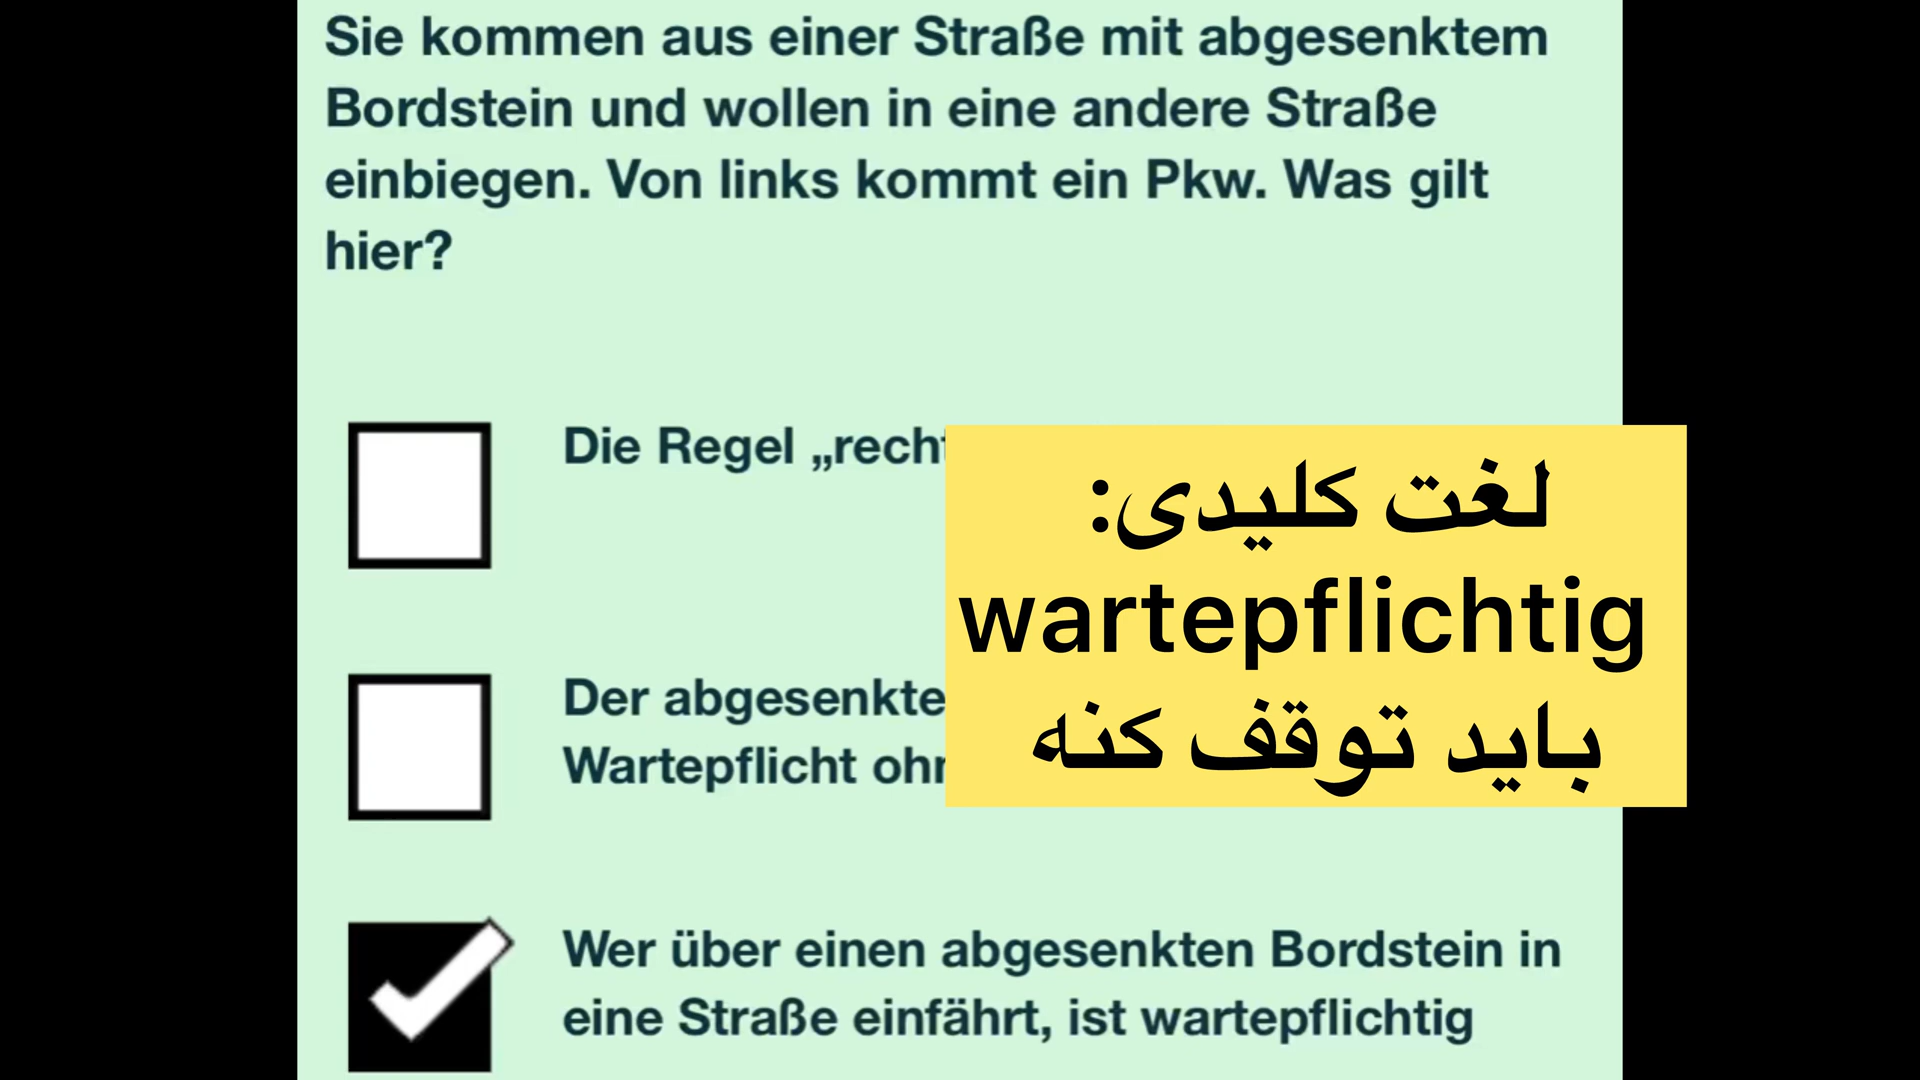 Sie kommen aus einer Straße mit abgesenktem
Bordstein und wollen in eine andere Straße
einbiegen. Von links kommt ein Pkw. Was gilt
hier?
Die Regel
Der abgesenkte
Wartepflicht
لغت کلیدی:
wartepflichtig
باید توقف کنه
Wer über einen abgesenkten Bordstein in
eine Straße einfährt, ist wartepflichtig